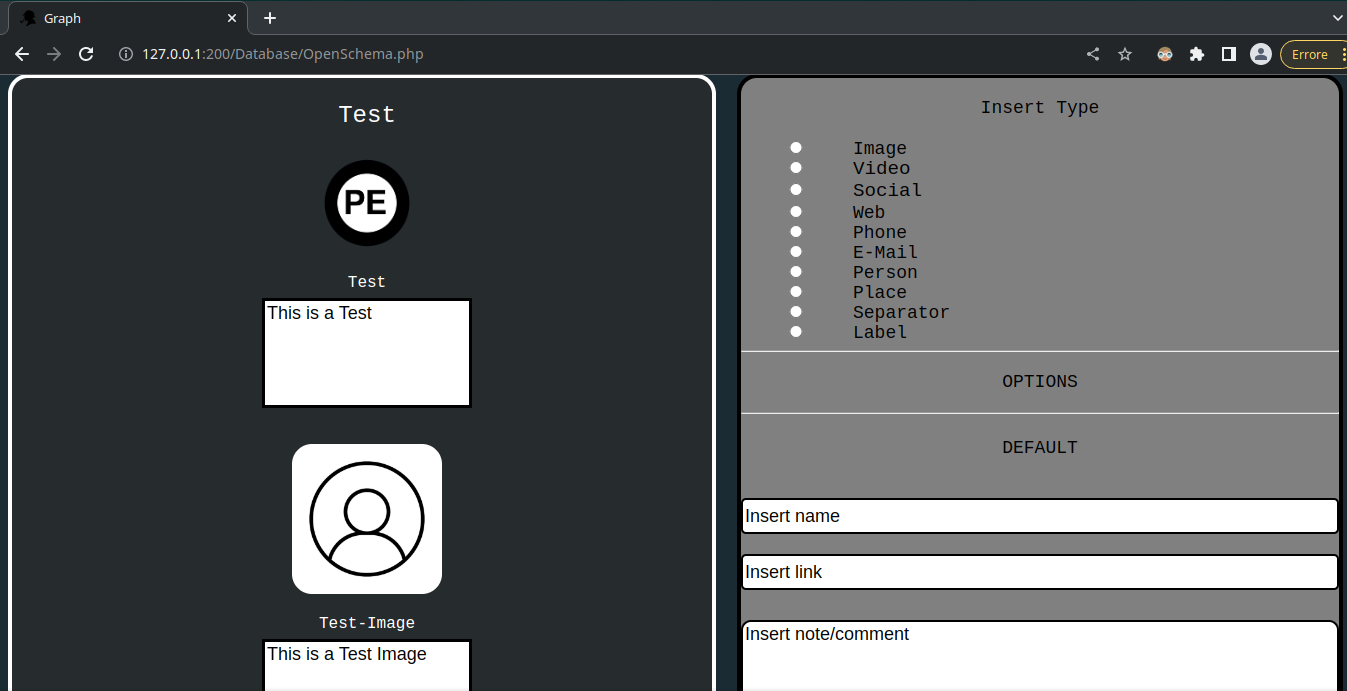 Graph
127.0.0.1:200/Database/OpenSchema.php
Errore
Test
PE
Test
This is a Test
Test-Image
This is a Test Image
Insert Type
Image
Video
Social
Web
Phone
E-Mail
Person
Place
Separator
Label
OPTIONS
DEFAULT
Insert name
Insert link
Insert note/comment